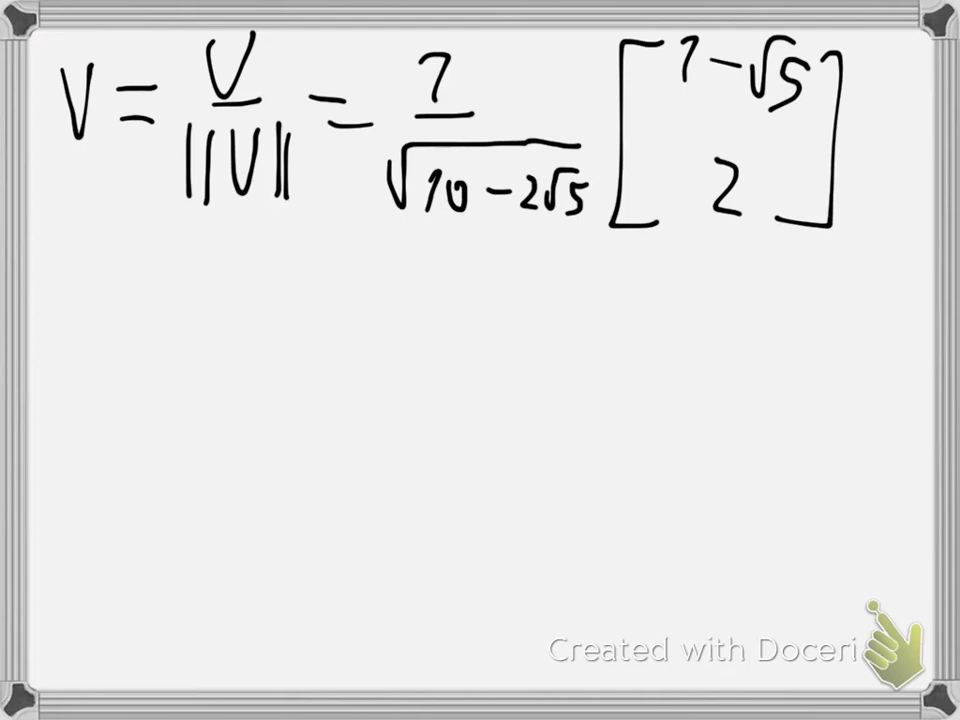 V = V / ||V|| = 1 / √(10 - 2√5) [ 1 - √5
2 ]
Created with Doceri